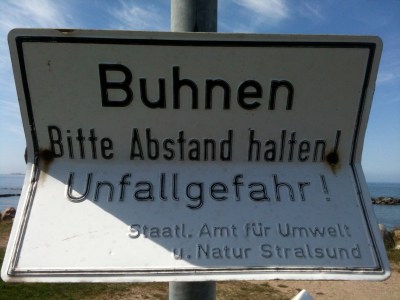 Buhnen
Bitte Abstand halten!
Unfallgefahr!
Staatl. Amt für Umwelt
u. Natur Stralsund